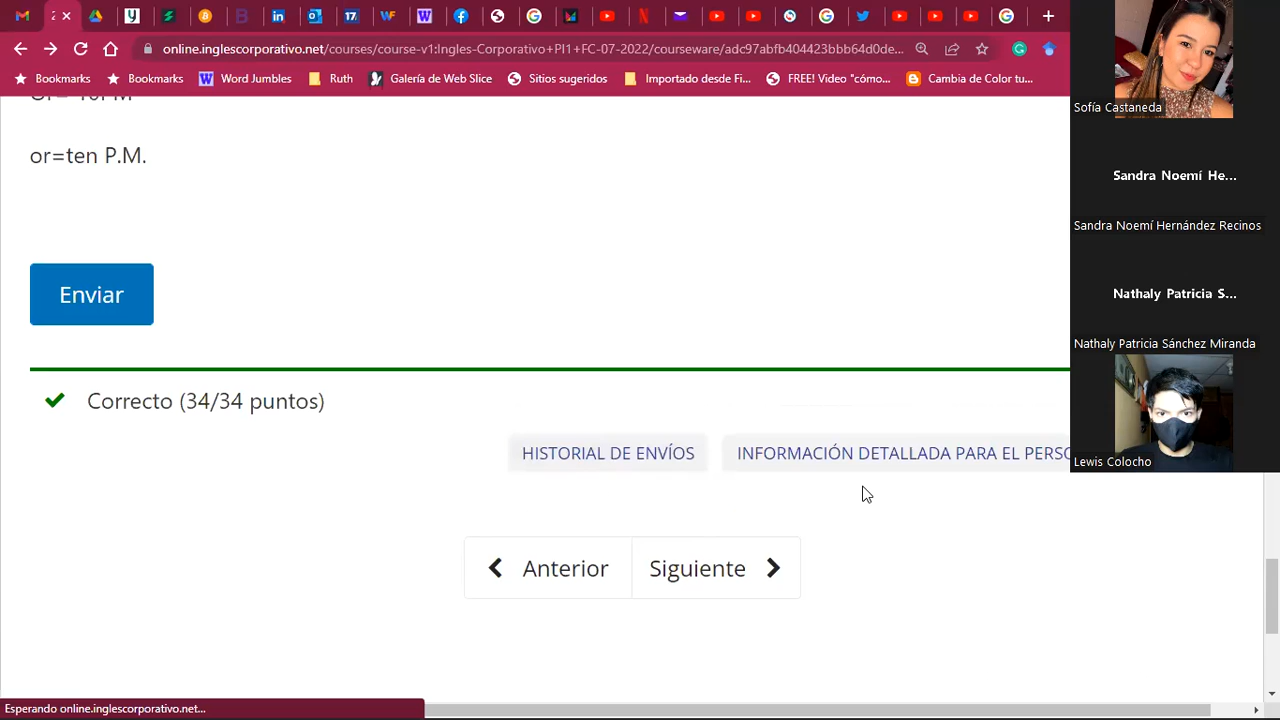 online.inglescorporativo.net/courses/course-v1:Ingles-Corporativo+PI1+FC-07-2022/courseware/adc97abfb404423bbb64d0de...
Bookmarks
Bookmarks
Word Jumbles
Ruth
Galería de Web Slice
Sitios sugeridos
Importado desde Fi...
FREE! Video "cómo...
Cambia de Color tu...
or=ten P.M.
Enviar
Correcto (34/34 puntos)
HISTORIAL DE ENVÍOS
INFORMACIÓN DETALLADA PARA EL PERSO
Anterior
Siguiente
Esperando online.inglescorporativo.net...
Sofía Castaneda
Sandra Noemí He...
Sandra Noemí Hernández Recinos
Nathaly Patricia S...
Nathaly Patricia Sánchez Miranda
Lewis Colocho